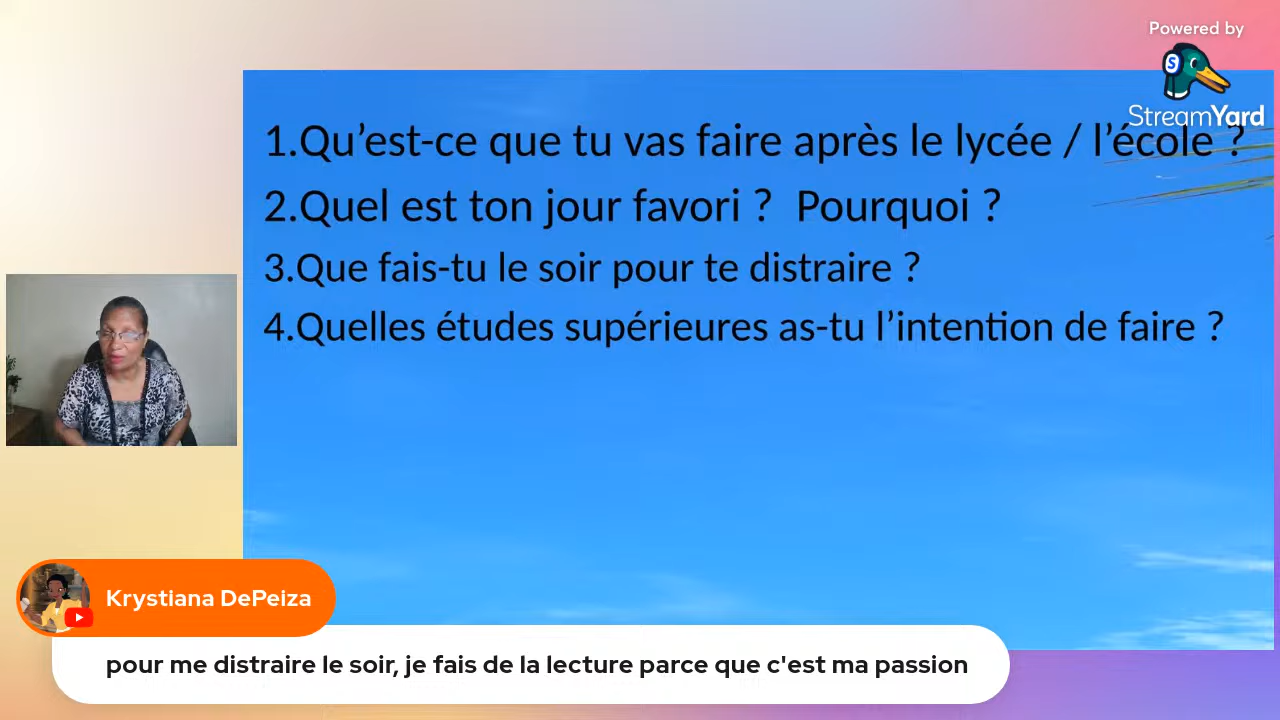 Powered by
StreamYard
1.Qu’est-ce que tu vas faire après le lycée / l’école ?
2.Quel est ton jour favori ?  Pourquoi ?
3.Que fais-tu le soir pour te distraire ?
4.Quelles études supérieures as-tu l’intention de faire ?
Krystiana DePeiza
pour me distraire le soir, je fais de la lecture parce que c'est ma passion